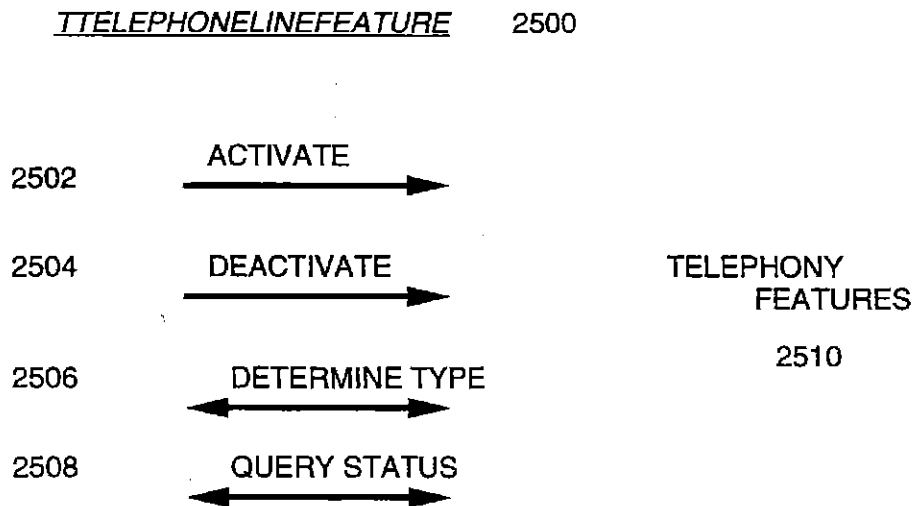 TTELEPHONELINEFEATURE 2500
ACTIVATE
2502
2504 DEACTIVATE TELEPHONY
FEATURES
2510
2506 DETERMINE TYPE
2508 QUERY STATUS